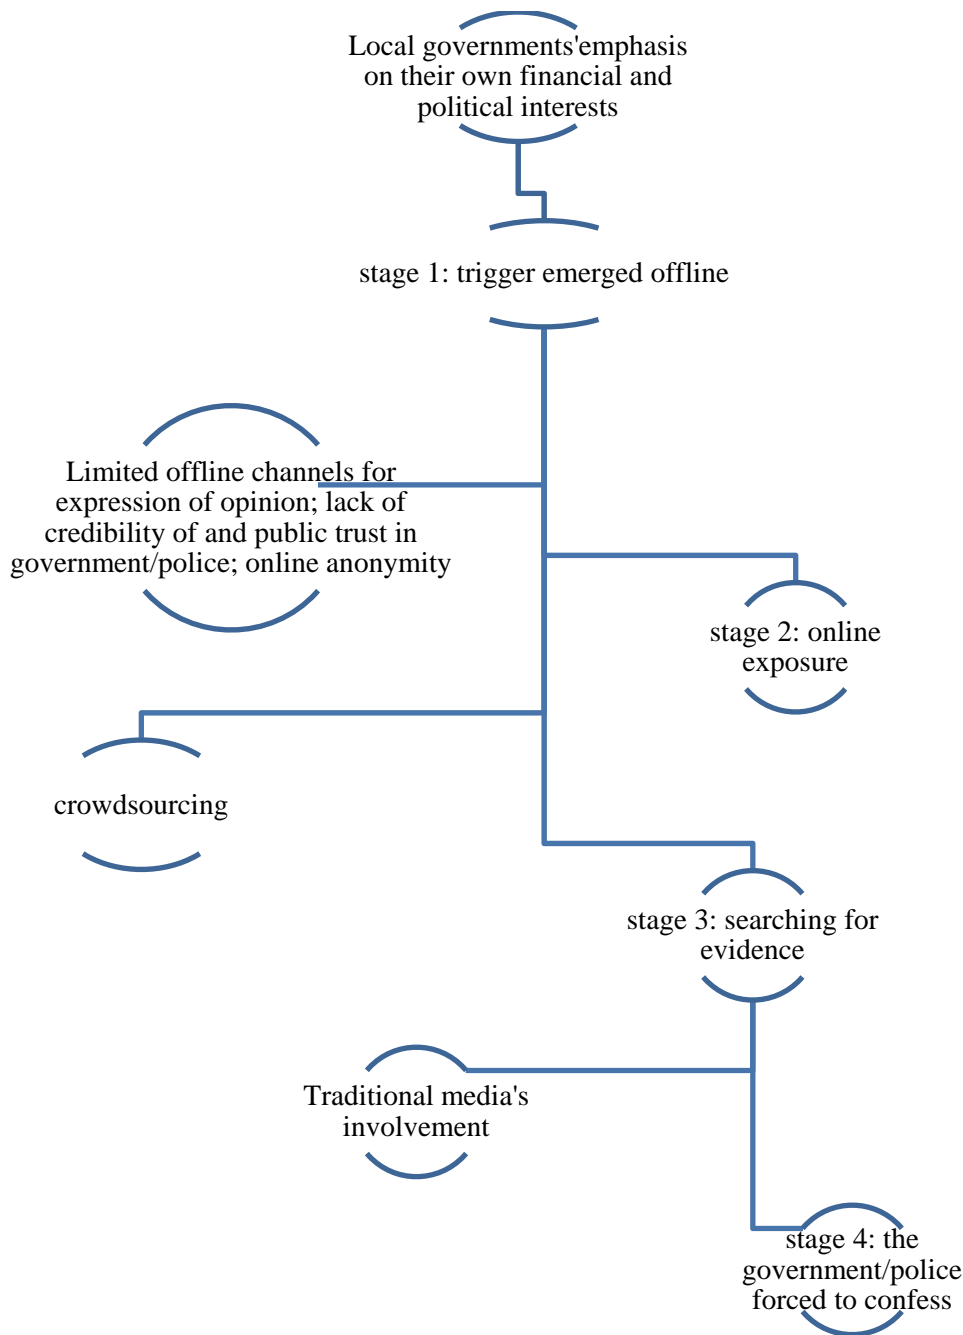 Local governments'emphasis
on their own financial and
political interests
stage 1: trigger emerged offline
Limited offline channels for
expression of opinion; lack of
credibility of and public trust in
government/police; online anonymity
stage 2: online
exposure
crowdsourcing
stage 3: searching for
evidence
Traditional media's
involvement
stage 4: the
government/police
forced to confess